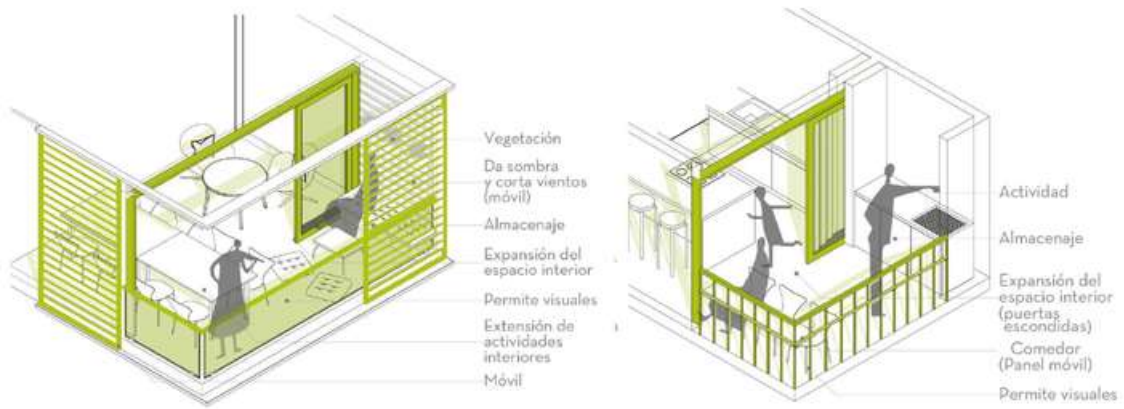 Vegetación
Da sombra
y corta vientos
(móvil)
Almacenaje
Expansión del
espacio interior
Permite visuales
Extensión de
actividades
interiores
Móvil
Actividad
Almacenaje
Expansión del
espacio interior
(puertas
escondidas)
Comedor
(Panel móvil)
Permite visuales